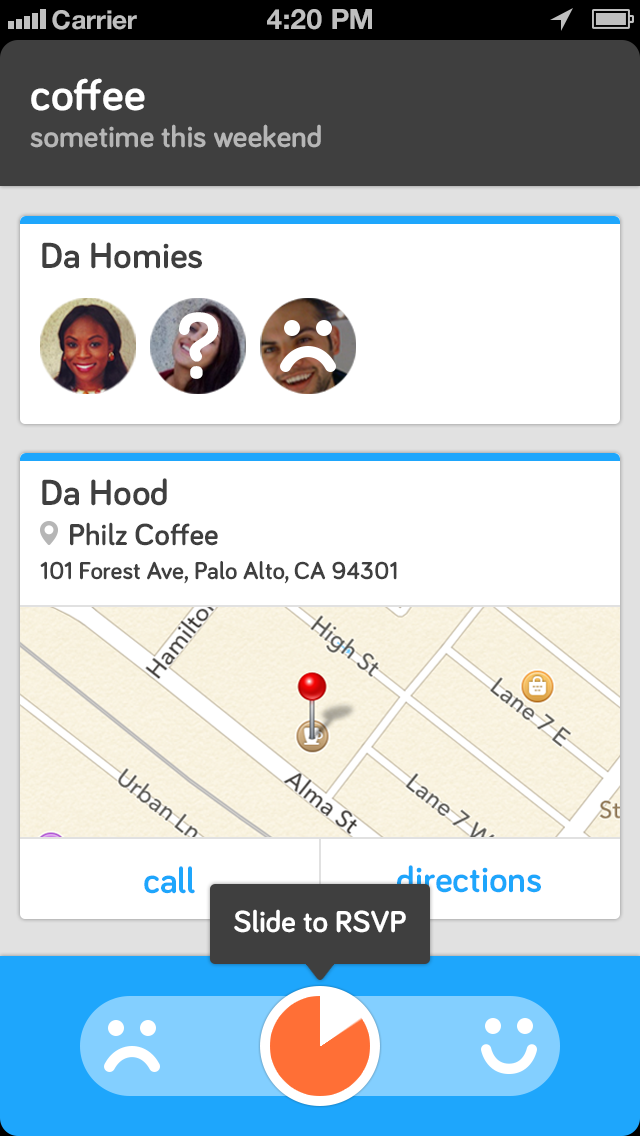 Carrier 4:20 PM
coffee
sometime this weekend
Da Homies
?
Da Hood
Philz Coffee
101 Forest Ave, Palo Alto, CA 94301
Hamilton
High St
Lane 7 E
Urban Ln
Alma St
Lane 7 W
St
call
directions
Slide to RSVP